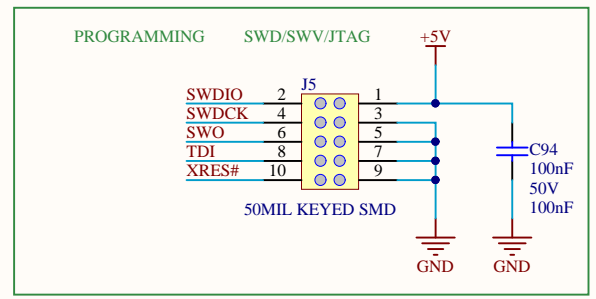 PROGRAMMING SWD/SWV/JTAG
+5V
J5
SWDIO 2 1
SWDCK 4 3
SWO 6 5
TDI 8 7
XRES# 10 9
50MIL KEYED SMD
C94
100nF
50V
100nF
GND GND